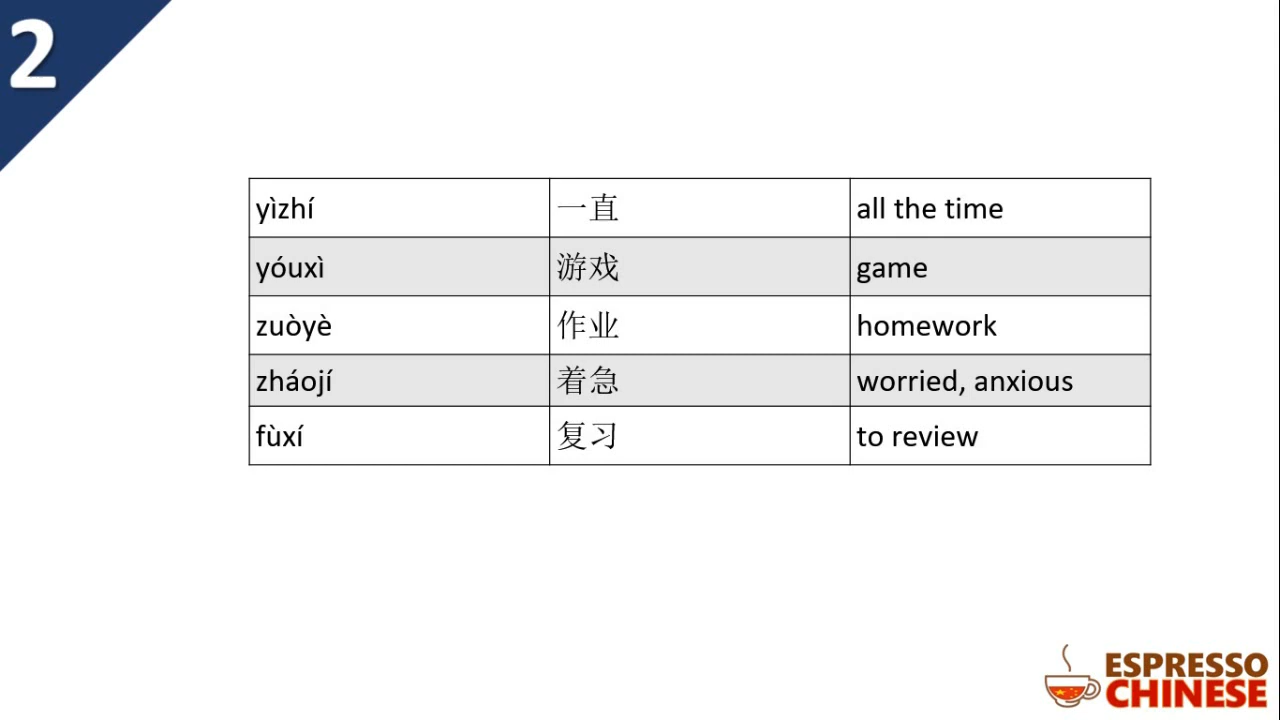 2
yìzhí 一直 all the time
yóuxì 游戏 game
zuòyè 作业 homework
zháojí 着急 worried, anxious
fùxí 复习 to review
ESPRESSO
CHINESE